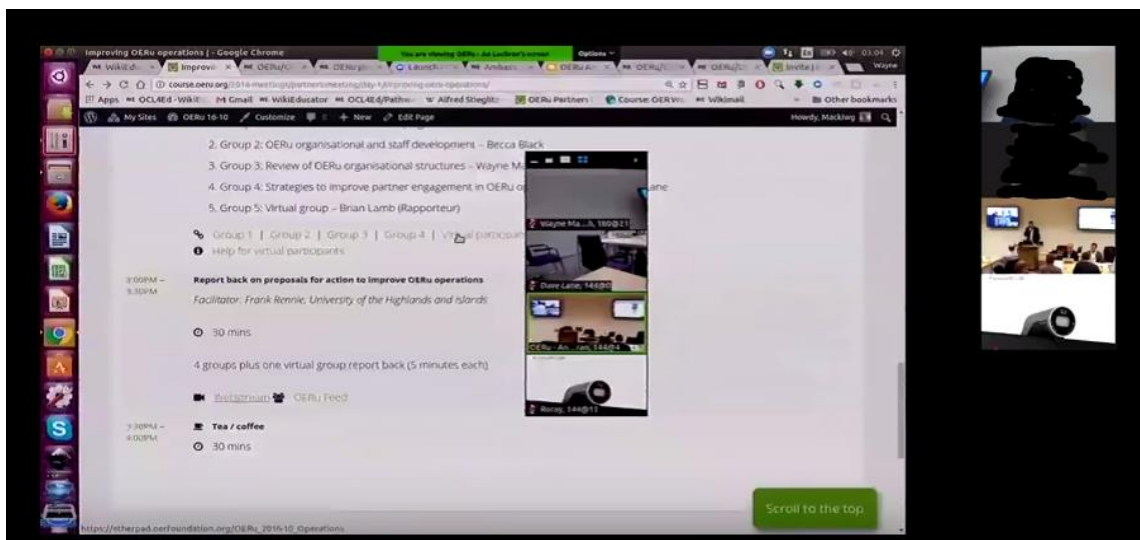 Improving OERu operations | - Google Chrome
You are viewing OERu - An Lochran's screen
Options
03:04
Wayne
course.oeru.org/2016-meetings/partnersmeeting/day-1/improving-oeru-operations/
Apps
OCL4Ed - WikiE
Gmail
WikiEducator
OCL4Ed/Pathw
Alfred Stieglitz
OERu Partners
Course: OER Wo
Wikimail
Other bookmarks
My Sites
OERu 16-10
Customize
New
Edit Page
Howdy, Mackiwg
2. Group 2: OERu organisational and staff development – Becca Black
3. Group 3: Review of OERu organisational structures – Wayne
4. Group 4: Strategies to improve partner engagement in OERu
5. Group 5: Virtual group – Brian Lamb (Rapporteur)
Group 1 | Group 2 | Group 3 | Group 4 |
Help for virtual participants
3:00PM –
3:30PM
Report back on proposals for action to improve OERu operations
Facilitator: Frank Rennie, University of the Highlands and Islands
30 mins
4 groups plus one virtual group report back (5 minutes each)
Webstream
OERu Feed
3:30PM –
4:00PM
Tea / coffee
30 mins
Scroll to the top
https://etherpad.oerfoundation.org/OERu_2016-10_Operations